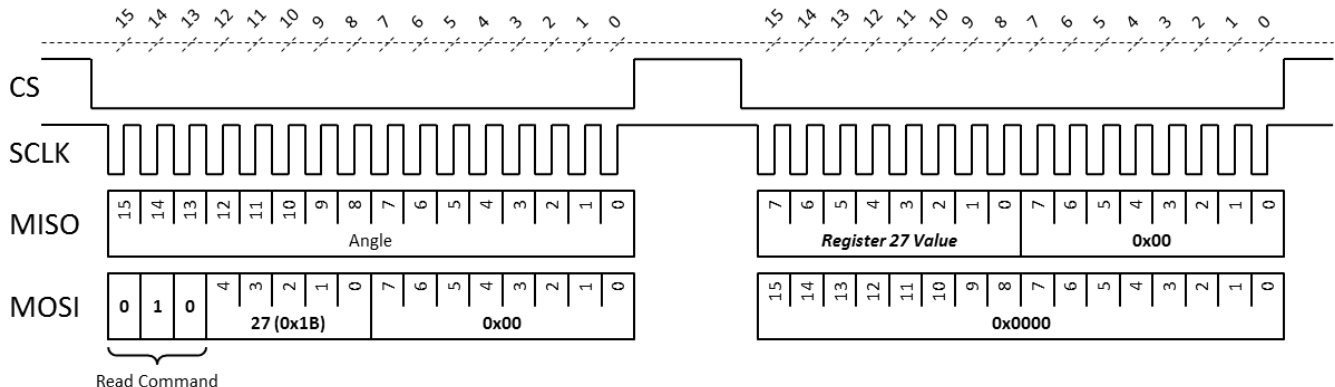 15 14 13 12 11 10 9 8 7 6 5 4 3 2 1 0 15 14 13 12 11 10 9 8 7 6 5 4 3 2 1 0
CS
SCLK
MISO 15 14 13 12 11 10 9 8 7 6 5 4 3 2 1 0 7 6 5 4 3 2 1 0 7 6 5 4 3 2 1 0
Angle Register 27 Value 0x00
MOSI 0 1 0 4 3 2 1 0 7 6 5 4 3 2 1 0 15 14 13 12 11 10 9 8 7 6 5 4 3 2 1 0
27 (0x1B) 0x00 0x0000
Read Command